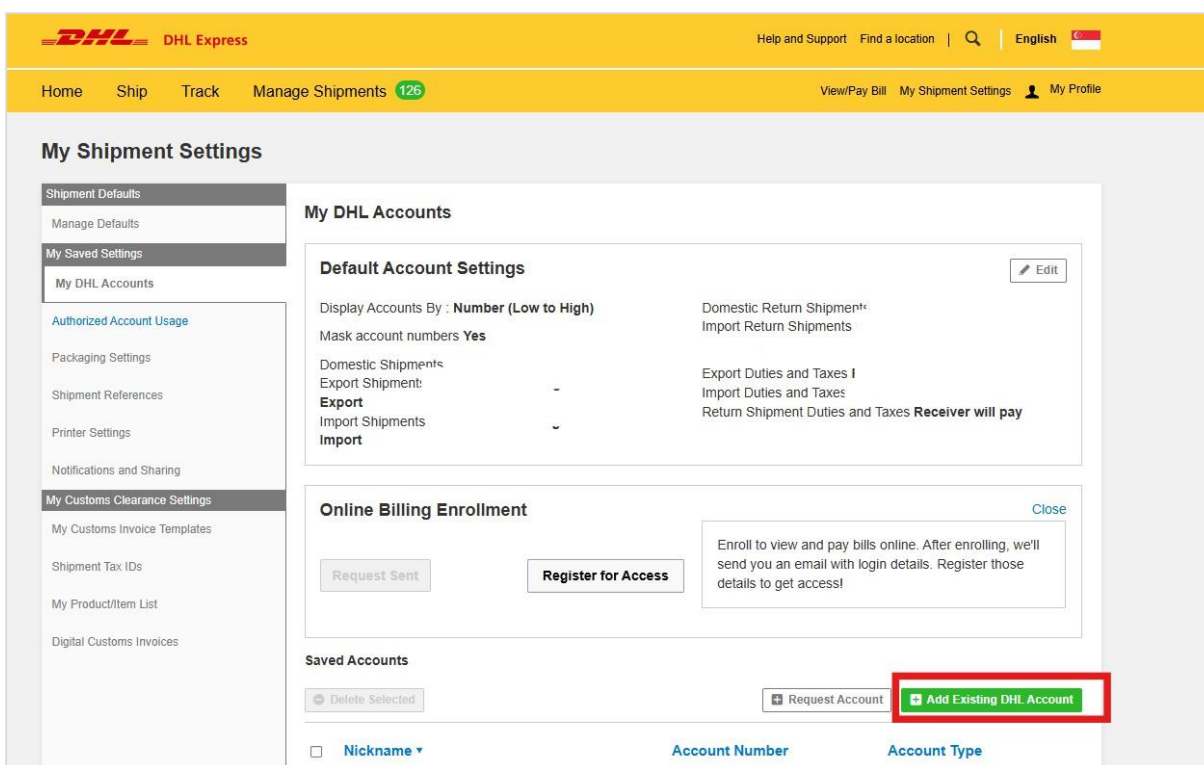 DHL DHL Express
Help and Support Find a location | English
Home Ship Track Manage Shipments 126
View/Pay Bill My Shipment Settings My Profile
My Shipment Settings
Shipment Defaults
Manage Defaults
My Saved Settings
My DHL Accounts
Authorized Account Usage
Packaging Settings
Shipment References
Printer Settings
Notifications and Sharing
My Customs Clearance Settings
My Customs Invoice Templates
Shipment Tax IDs
My Product/Item List
Digital Customs Invoices
My DHL Accounts
Default Account Settings
Edit
Display Accounts By : Number (Low to High)
Mask account numbers Yes
Domestic Shipments
Export Shipments
Export
Import Shipments
Import
Domestic Return Shipments
Import Return Shipments
Export Duties and Taxes
Import Duties and Taxes
Return Shipment Duties and Taxes Receiver will pay
Online Billing Enrollment
Close
Request Sent
Register for Access
Enroll to view and pay bills online. After enrolling, we'll
send you an email with login details. Register those
details to get access!
Saved Accounts
Delete Selected
Request Account
Add Existing DHL Account
Nickname Account Number Account Type